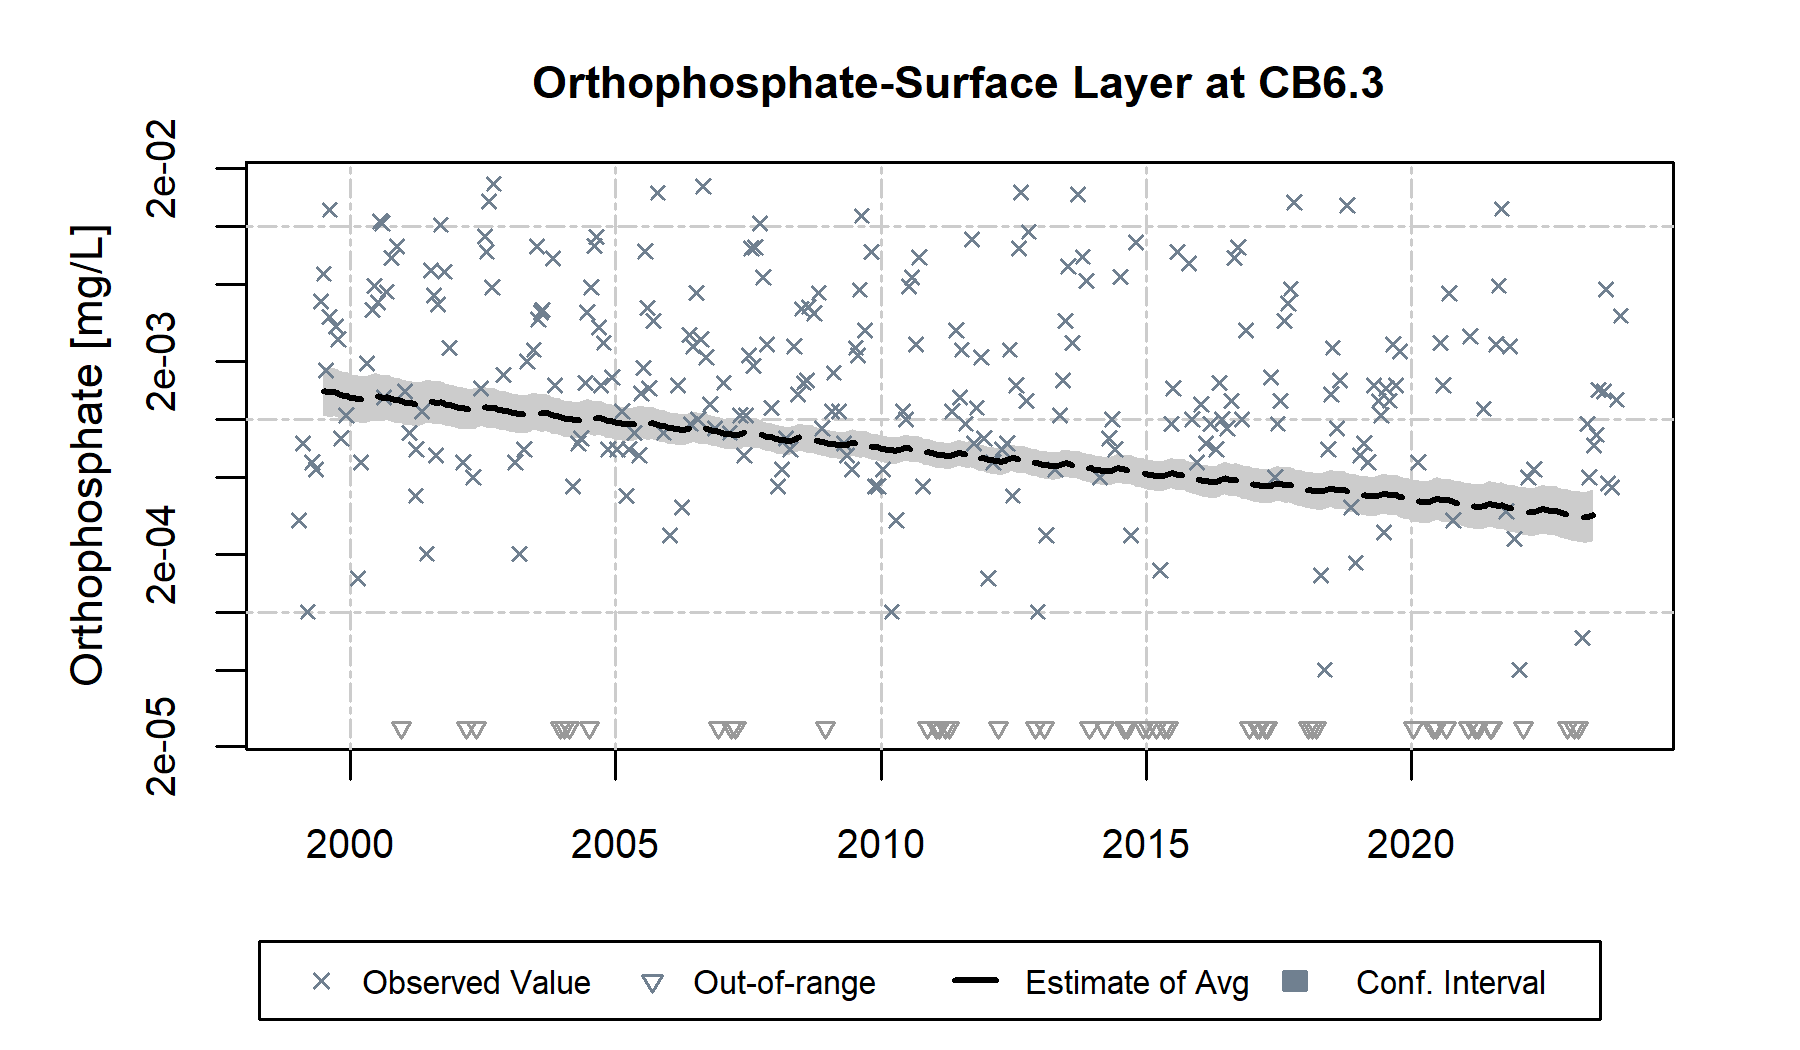 Orthophosphate-Surface Layer at CB6.3
Orthophosphate [mg/L]
2e-02
2e-03
2e-04
2e-05
2000 2005 2010 2015 2020
Observed Value Out-of-range Estimate of Avg Conf. Interval